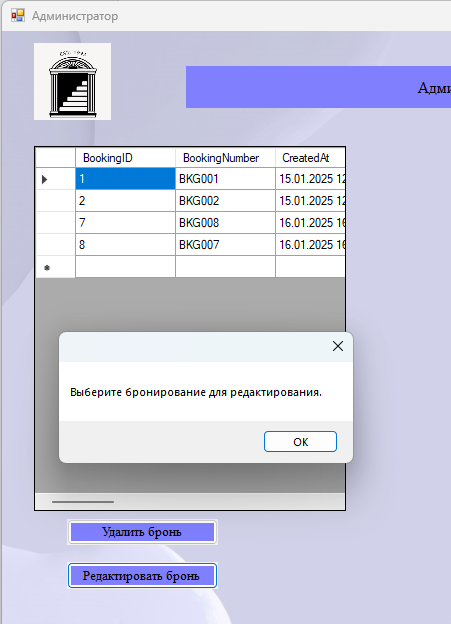 Администратор
Адми
BookingID BookingNumber CreatedAt
1 BKG001 15.01.2025 12
2 BKG002 15.01.2025 12
7 BKG008 16.01.2025 16
8 BKG007 16.01.2025 16
Выберите бронирование для редактирования.
OK
Удалить бронь
Редактировать бронь